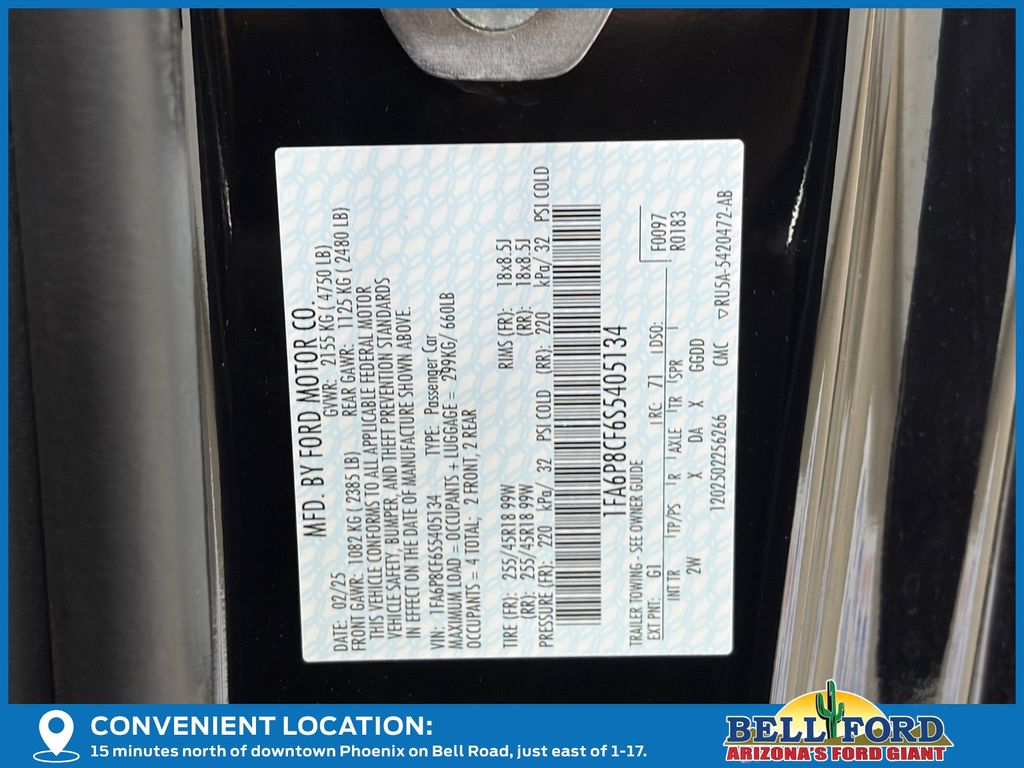 MFD. BY FORD MOTOR CO.
DATE: 02/25 GVWR: 2155 KG ( 4750 LB)
FRONT GAWR: 1082 KG ( 2385 LB) REAR GAWR: 1125 KG ( 2480 LB)
THIS VEHICLE CONFORMS TO ALL APPLICABLE FEDERAL MOTOR
VEHICLE SAFETY, BUMPER, AND THEFT PREVENTION STANDARDS
IN EFFECT ON THE DATE OF MANUFACTURE SHOWN ABOVE.
VIN: 1FA6P8CF6S5405134 TYPE: Passenger Car
MAXIMUM LOAD = OCCUPANTS + LUGGAGE = 299KG/ 660LB
OCCUPANTS = 4 TOTAL; 2 FRONT, 2 REAR
TIRE (FR): 255/45R18 99W RIMS (FR): 18x8.5J
(RR): 255/45R18 99W (RR): 18x8.5J
PRESSURE (FR): 220 kPa/ 32 PSI COLD (RR): 220 kPa/ 32 PSI COLD
1FA6P8CF6S5405134
TRAILER TOWING - SEE OWNER GUIDE
F0097
EXT PNT: G1 RC: 71 DSO: R0183
INT TR TP/PS R AXLE TR SPR
2W X DA X GGDD
1202502256266 CMC ▽RU5A-5420472-AB
CONVENIENT LOCATION:
15 minutes north of downtown Phoenix on Bell Road, just east of 1-17.
BELL FORD
ARIZONA'S FORD GIANT